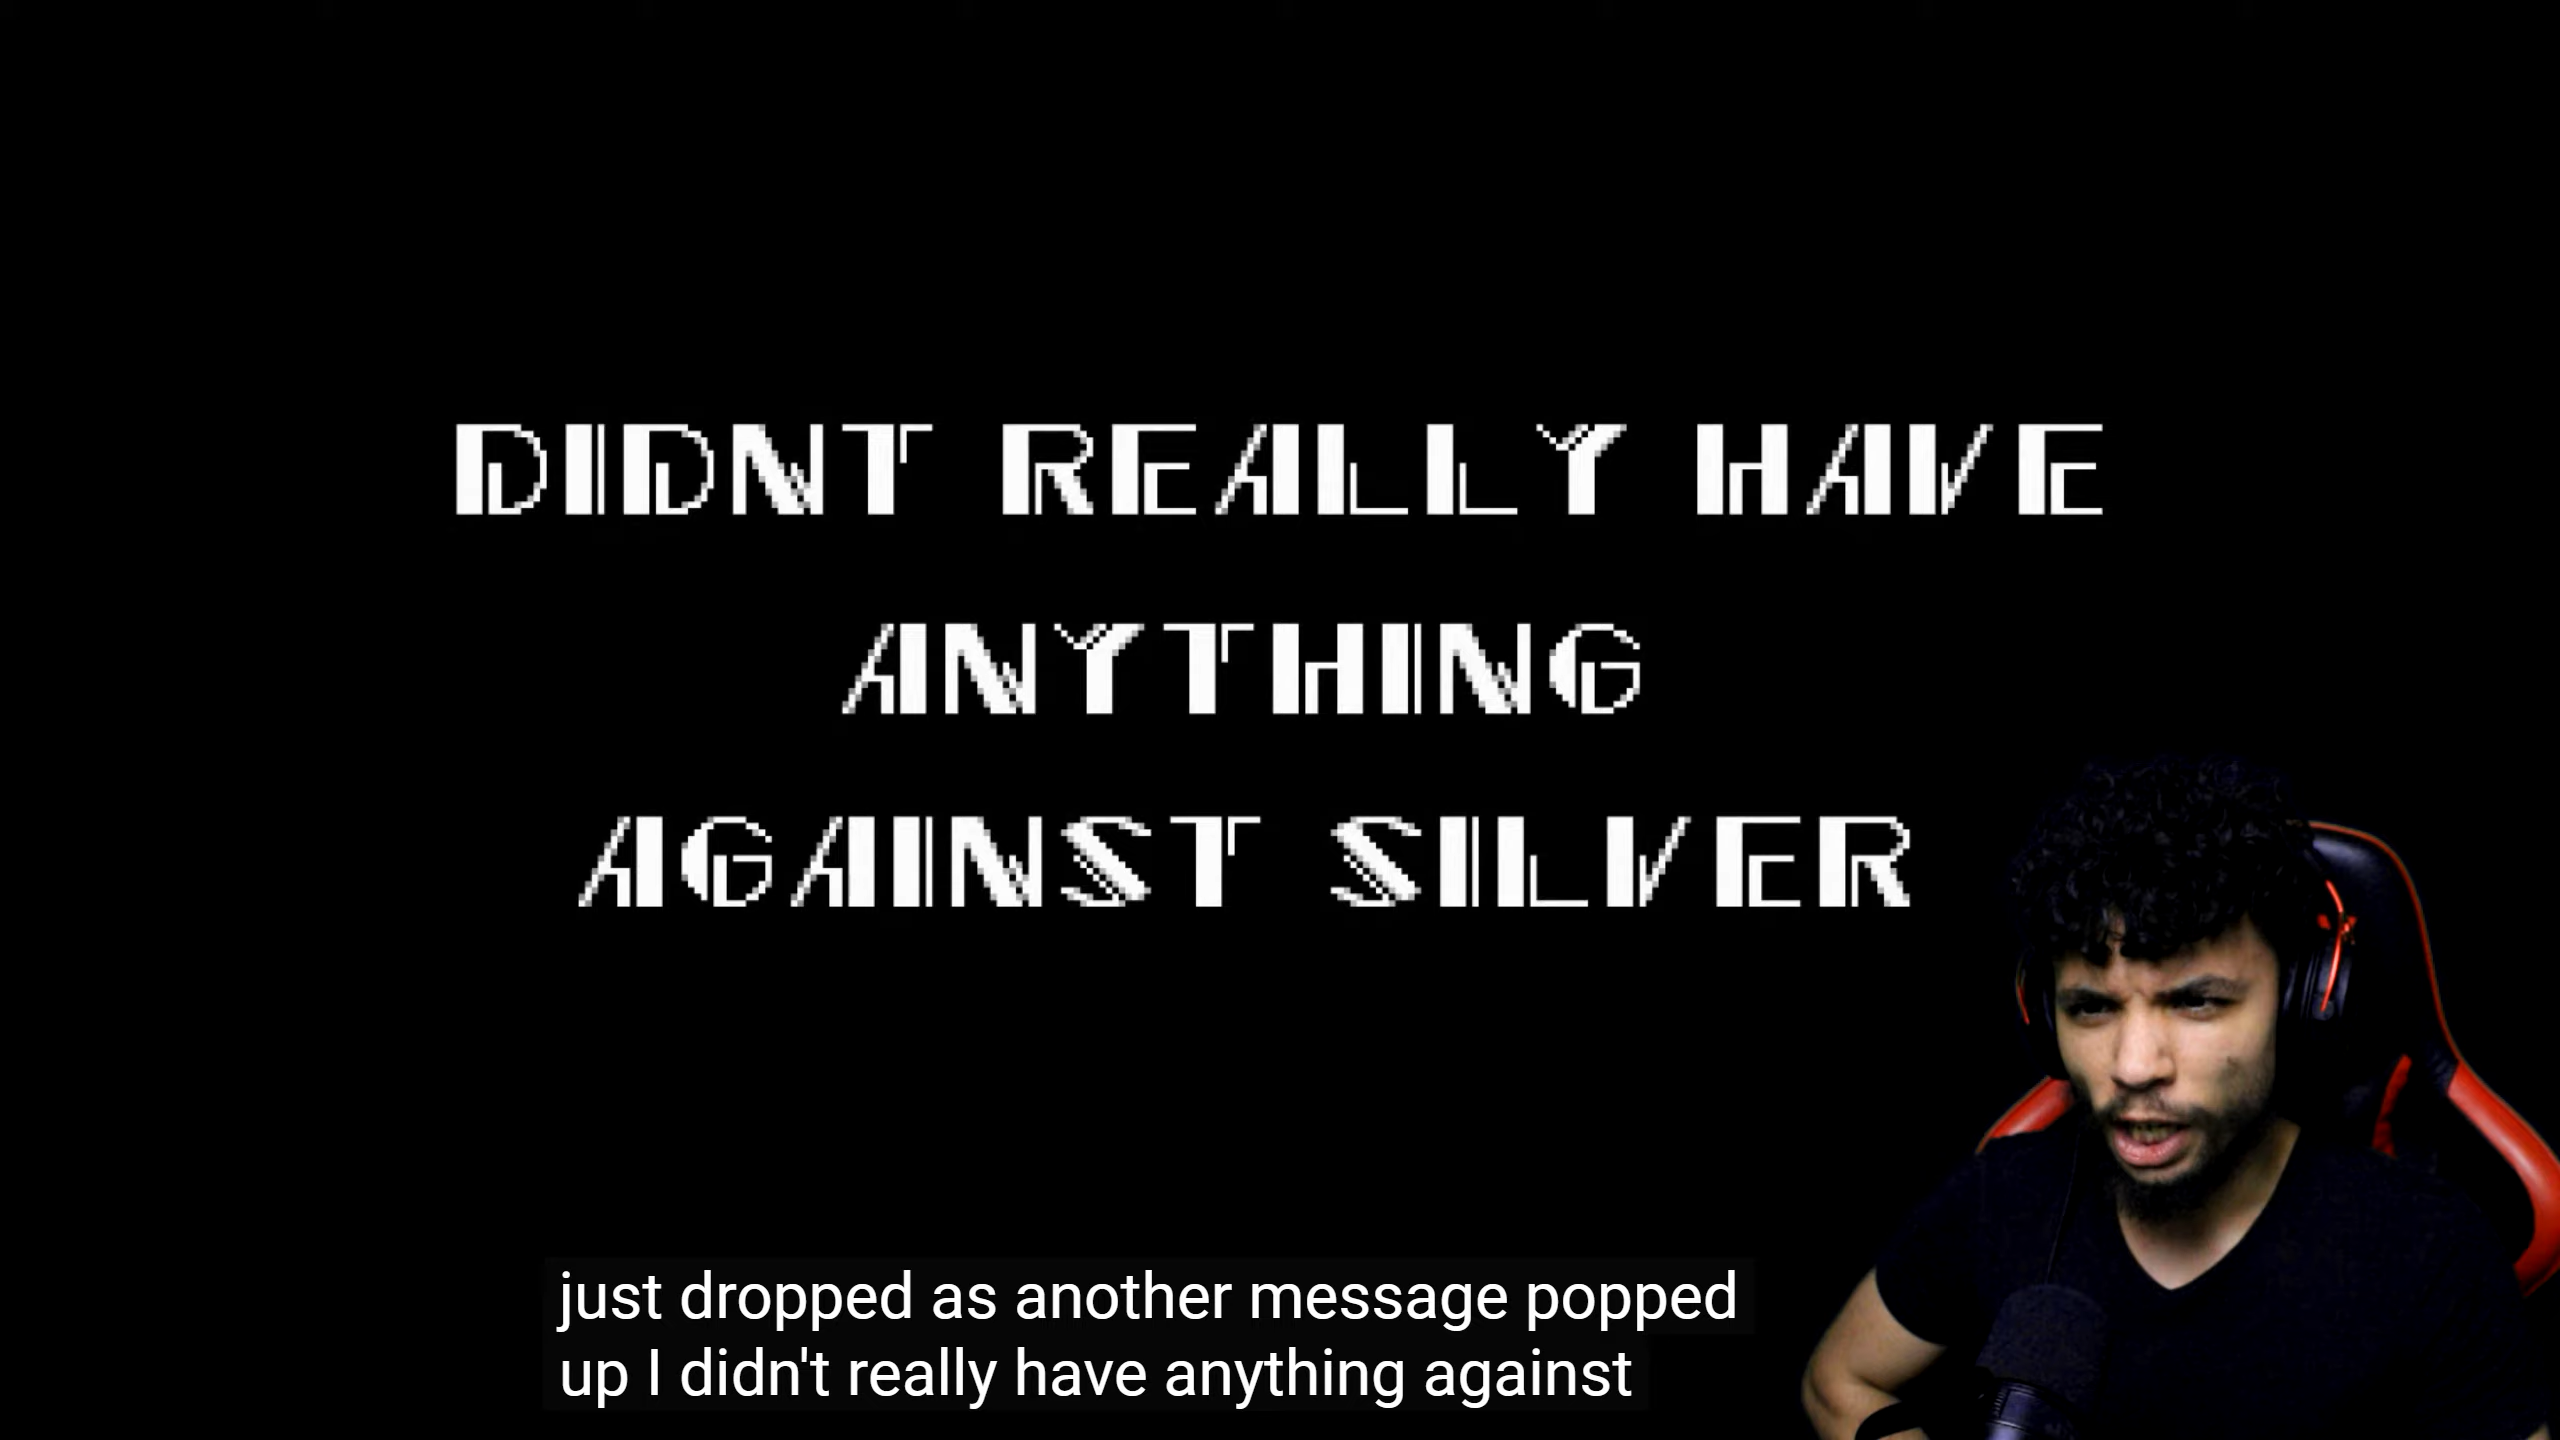 DIDNT REALLY HAVE
ANYTHING
AGAINST SILVER
just dropped as another message popped
up I didn't really have anything against